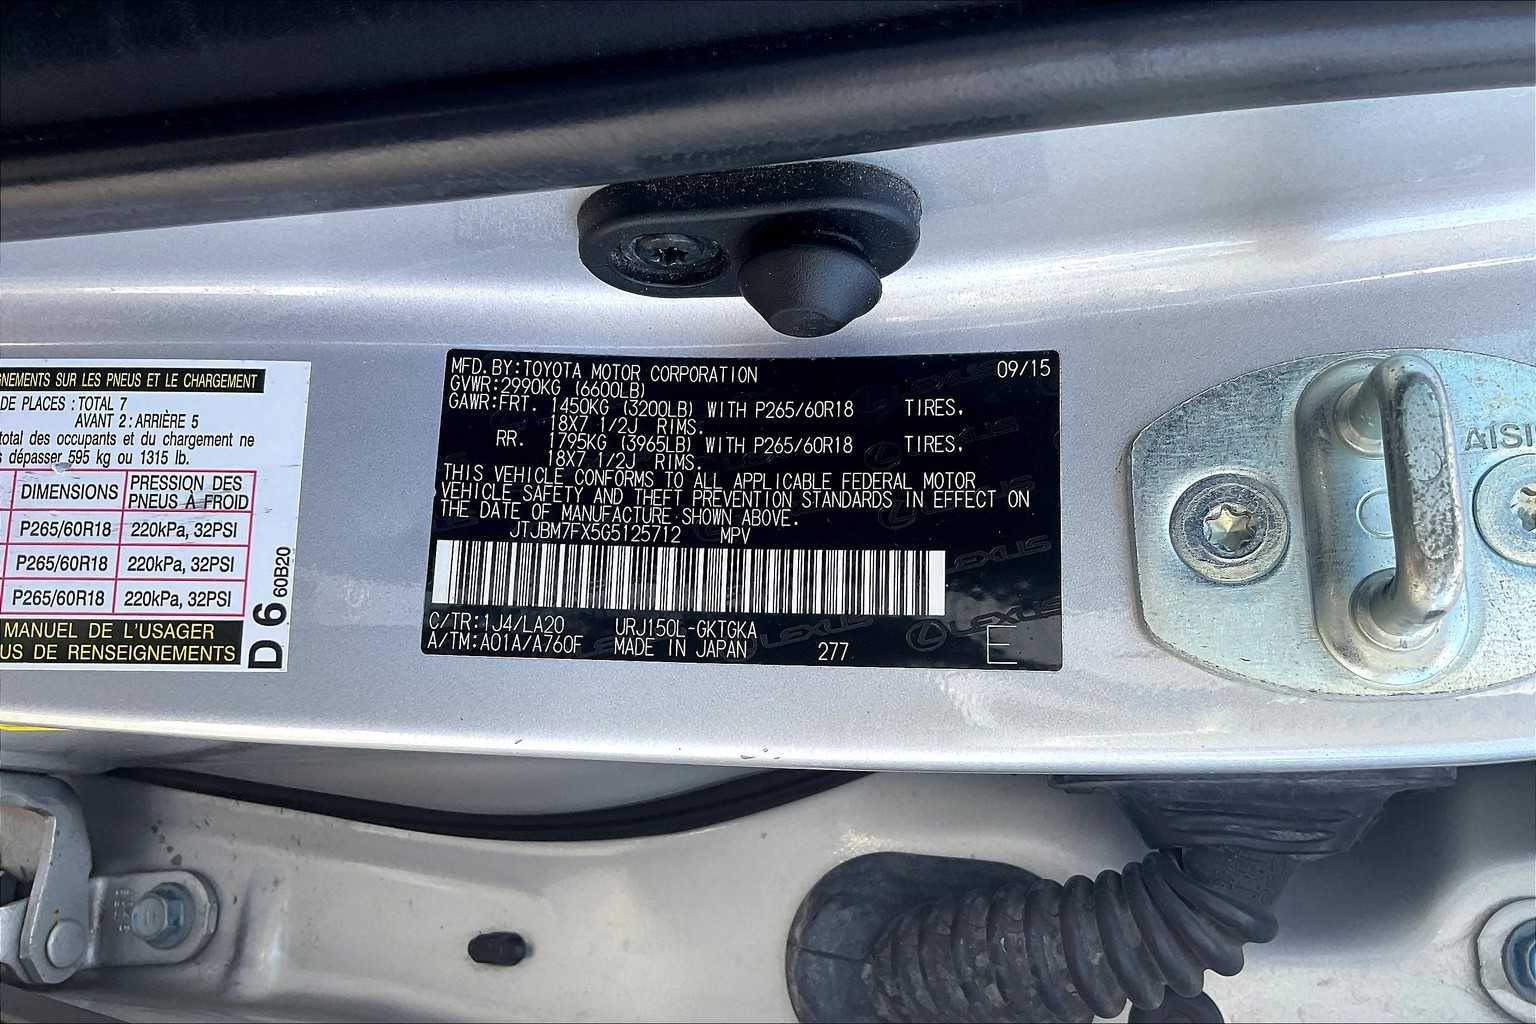 GNEMENTS SUR LES PNEUS ET LE CHARGEMENT
DE PLACES : TOTAL 7
AVANT 2 : ARRIÈRE 5
total des occupants et du chargement ne
dépasser 595 kg ou 1315 lb.
DIMENSIONS PRESSION DES PNEUS À FROID
P265/60R18 220kPa, 32PSI
P265/60R18 220kPa, 32PSI
P265/60R18 220kPa, 32PSI
MANUEL DE L'USAGER
US DE RENSEIGNEMENTS
D 6 60B20
MFD. BY: TOYOTA MOTOR CORPORATION 09/15
GVWR: 2990KG (6600LB)
GAWR: FRT. 1450KG (3200LB) WITH P265/60R18 TIRES,
18X7 1/2J RIMS.
RR. 1795KG (3965LB) WITH P265/60R18 TIRES,
18X7 1/2J RIMS.
THIS VEHICLE CONFORMS TO ALL APPLICABLE FEDERAL MOTOR
VEHICLE SAFETY AND THEFT PREVENTION STANDARDS IN EFFECT ON
THE DATE OF MANUFACTURE SHOWN ABOVE.
JTJBM7FX5G5125712 MPV
C/TR: 1J4/LA20 URJ150L-GKTGKA
A/TM: A01A/A760F MADE IN JAPAN 277 E
LEXUS
LEXUS
LEXUS
AISI